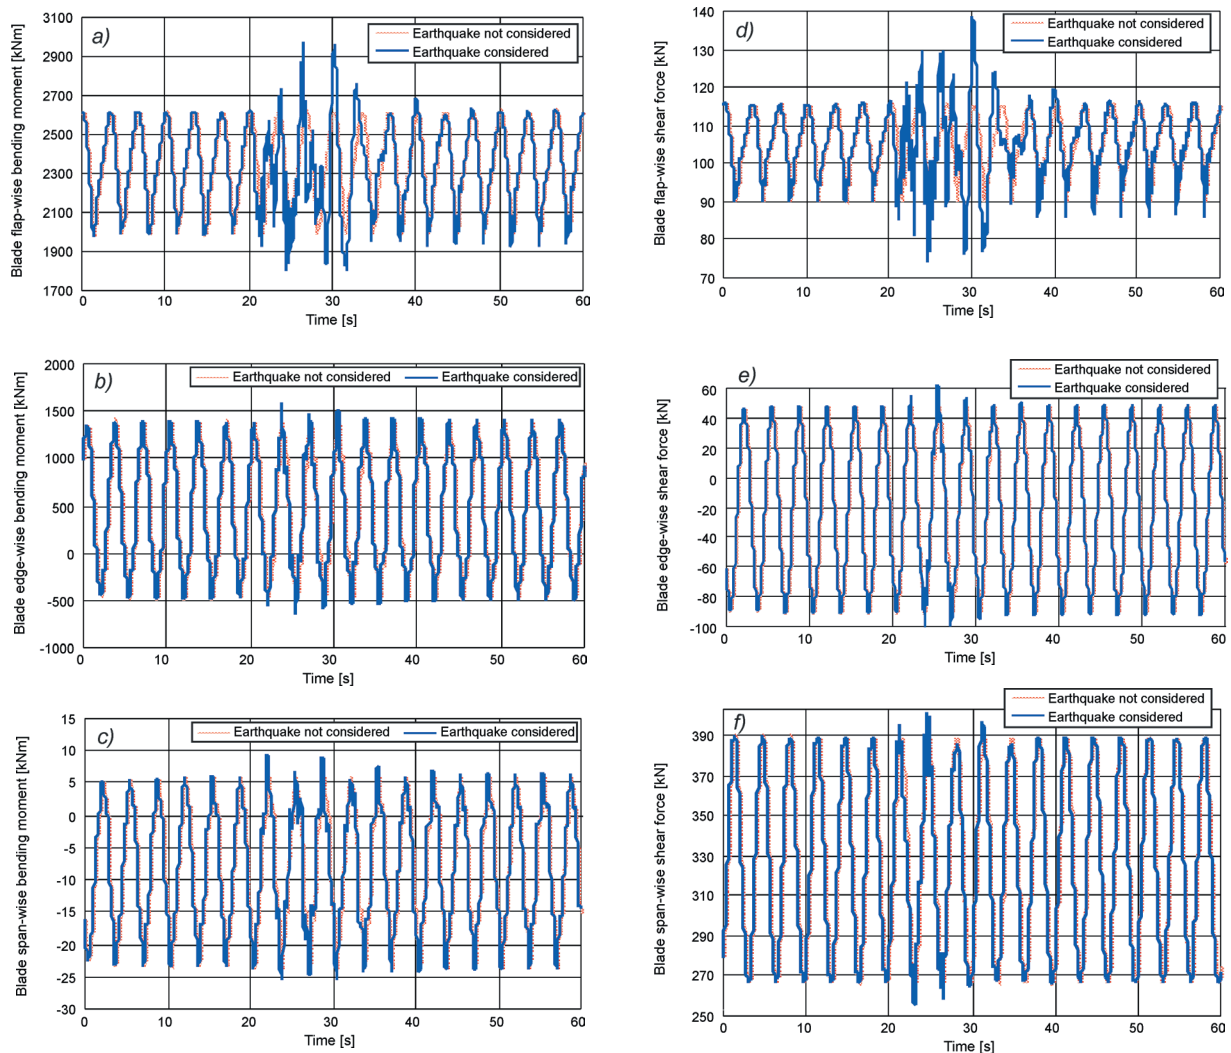 a)
Earthquake not considered
Earthquake considered
Blade flap-wise bending moment [kNm]
3100
2900
2700
2500
2300
2100
1900
1700
0 10 20 30 40 50 60
Time [s]
d)
Earthquake not considered
Earthquake considered
Blade flap-wise shear force [kN]
140
130
120
110
100
90
80
70
0 10 20 30 40 50 60
Time [s]
b)
Earthquake not considered Earthquake considered
Blade edge-wise bending moment [kNm]
2000
1500
1000
500
0
-500
-1000
0 10 20 30 40 50 60
Time [s]
e)
Earthquake not considered
Earthquake considered
Blade edge-wise shear force [kN]
60
40
20
0
-20
-40
-60
-80
-100
0 10 20 30 40 50 60
Time [s]
c)
Earthquake not considered Earthquake considered
Blade span-wise bending moment [kNm]
15
10
5
0
-5
-10
-15
-20
-25
-30
0 10 20 30 40 50 60
Time [s]
f)
Earthquake not considered
Earthquake considered
Blade span-wise shear force [kN]
390
370
350
330
310
290
270
250
0 10 20 30 40 50 60
Time [s]